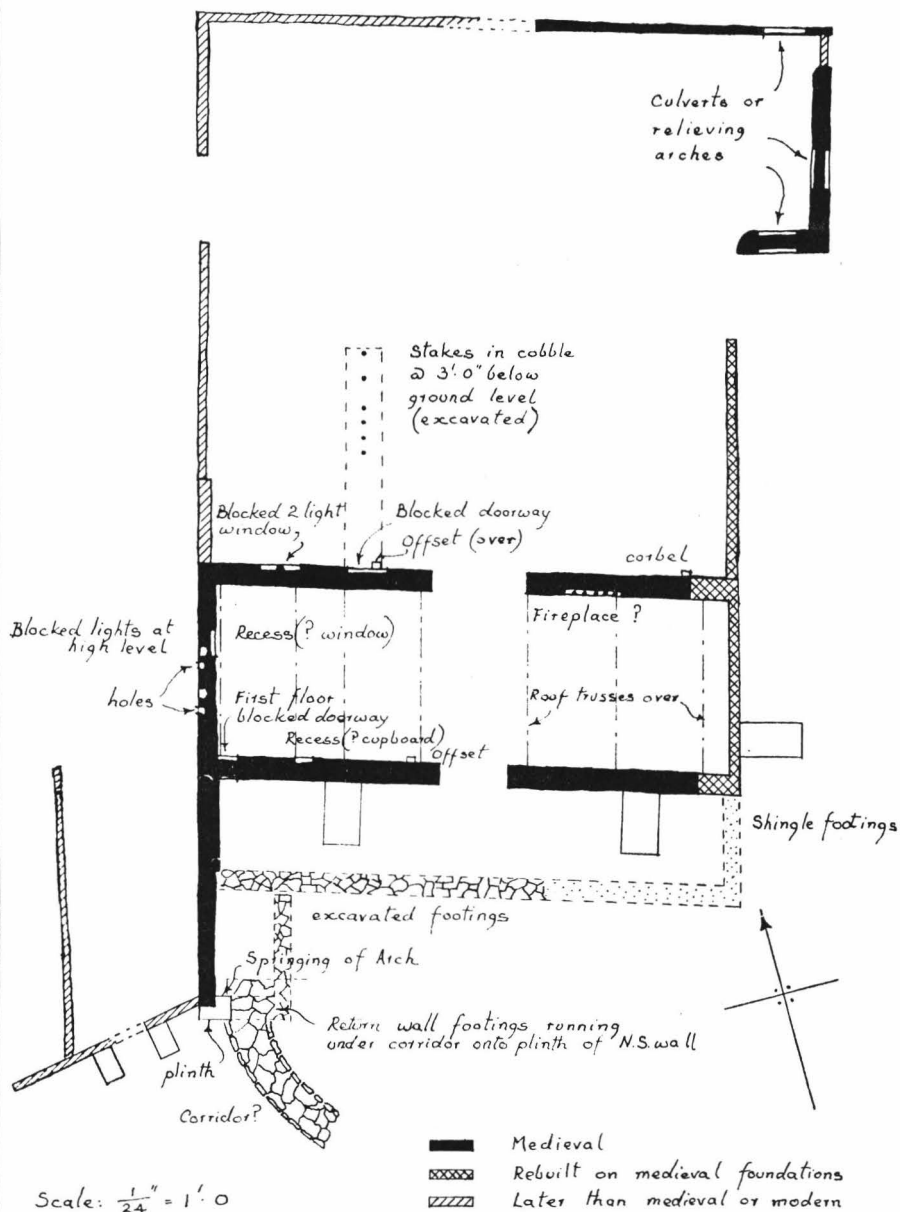 Culverts or
relieving
arches
Stakes in cobble
@ 3'.0" below
ground level
(excavated)
Blocked 2 light
window,
Blocked doorway
Offset (over)
corbel
Blocked lights at
high level
Recess (? window)
Fireplace ?
holes
First floor
blocked doorway
Roof trusses over
Recess (? cupboard)
Offset
Shingle footings
excavated footings
Springing of Arch
Return wall footings running
under corridor onto plinth of N.S. wall
plinth
Corridor?
Medieval
Rebuilt on medieval foundations
Scale: 1/24" = 1'.0
Later than medieval or modern